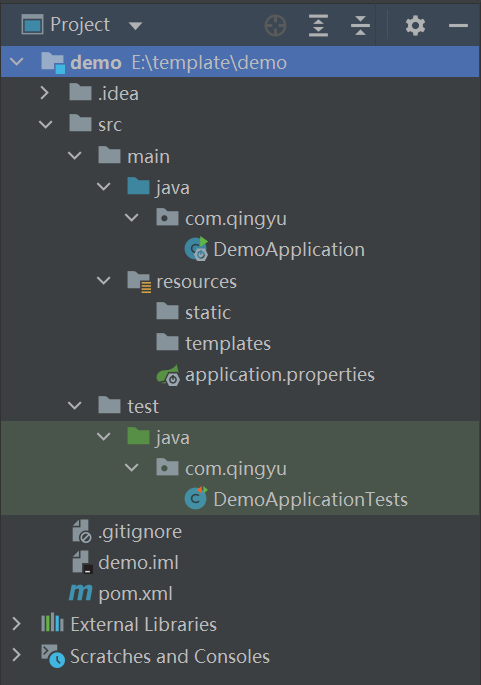 Project
demo E:\template\demo
.idea
src
main
java
com.qingyu
DemoApplication
resources
static
templates
application.properties
test
java
com.qingyu
DemoApplicationTests
.gitignore
demo.iml
pom.xml
External Libraries
Scratches and Consoles